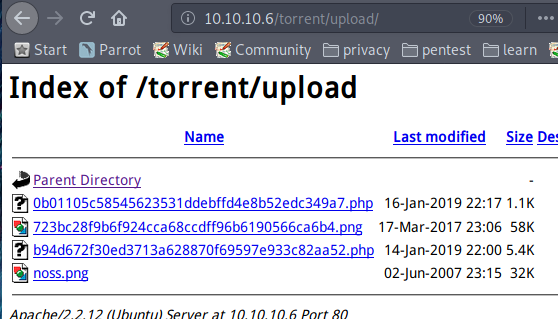 10.10.10.6/torrent/upload/ 90%
Start Parrot Wiki Community privacy pentest learn
Index of /torrent/upload
Name Last modified Size Des
Parent Directory -
0b01105c58545623531ddebffd4e8b52edc349a7.php 16-Jan-2019 22:17 1.1K
723bc28f9b6f924cca68ccdff96b6190566ca6b4.png 17-Mar-2017 23:06 58K
b94d672f30ed3713a628870f69597e933c82aa52.php 14-Jan-2019 22:00 5.4K
noss.png 02-Jun-2007 23:15 32K
Apache/2.2.12 (Ubuntu) Server at 10.10.10.6 Port 80